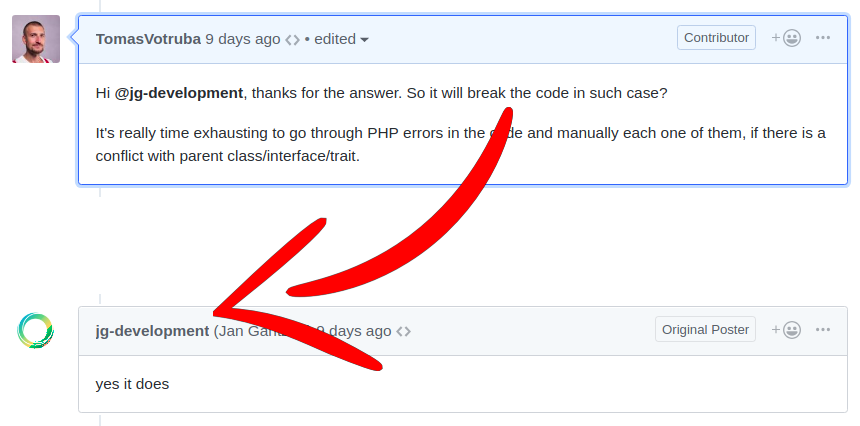 TomasVotruba 9 days ago • edited Contributor
Hi @jg-development, thanks for the answer. So it will break the code in such case?
It's really time exhausting to go through PHP errors in the code and manually each one of them, if there is a
conflict with parent class/interface/trait.
jg-development (Jan 9 days ago Original Poster
yes it does